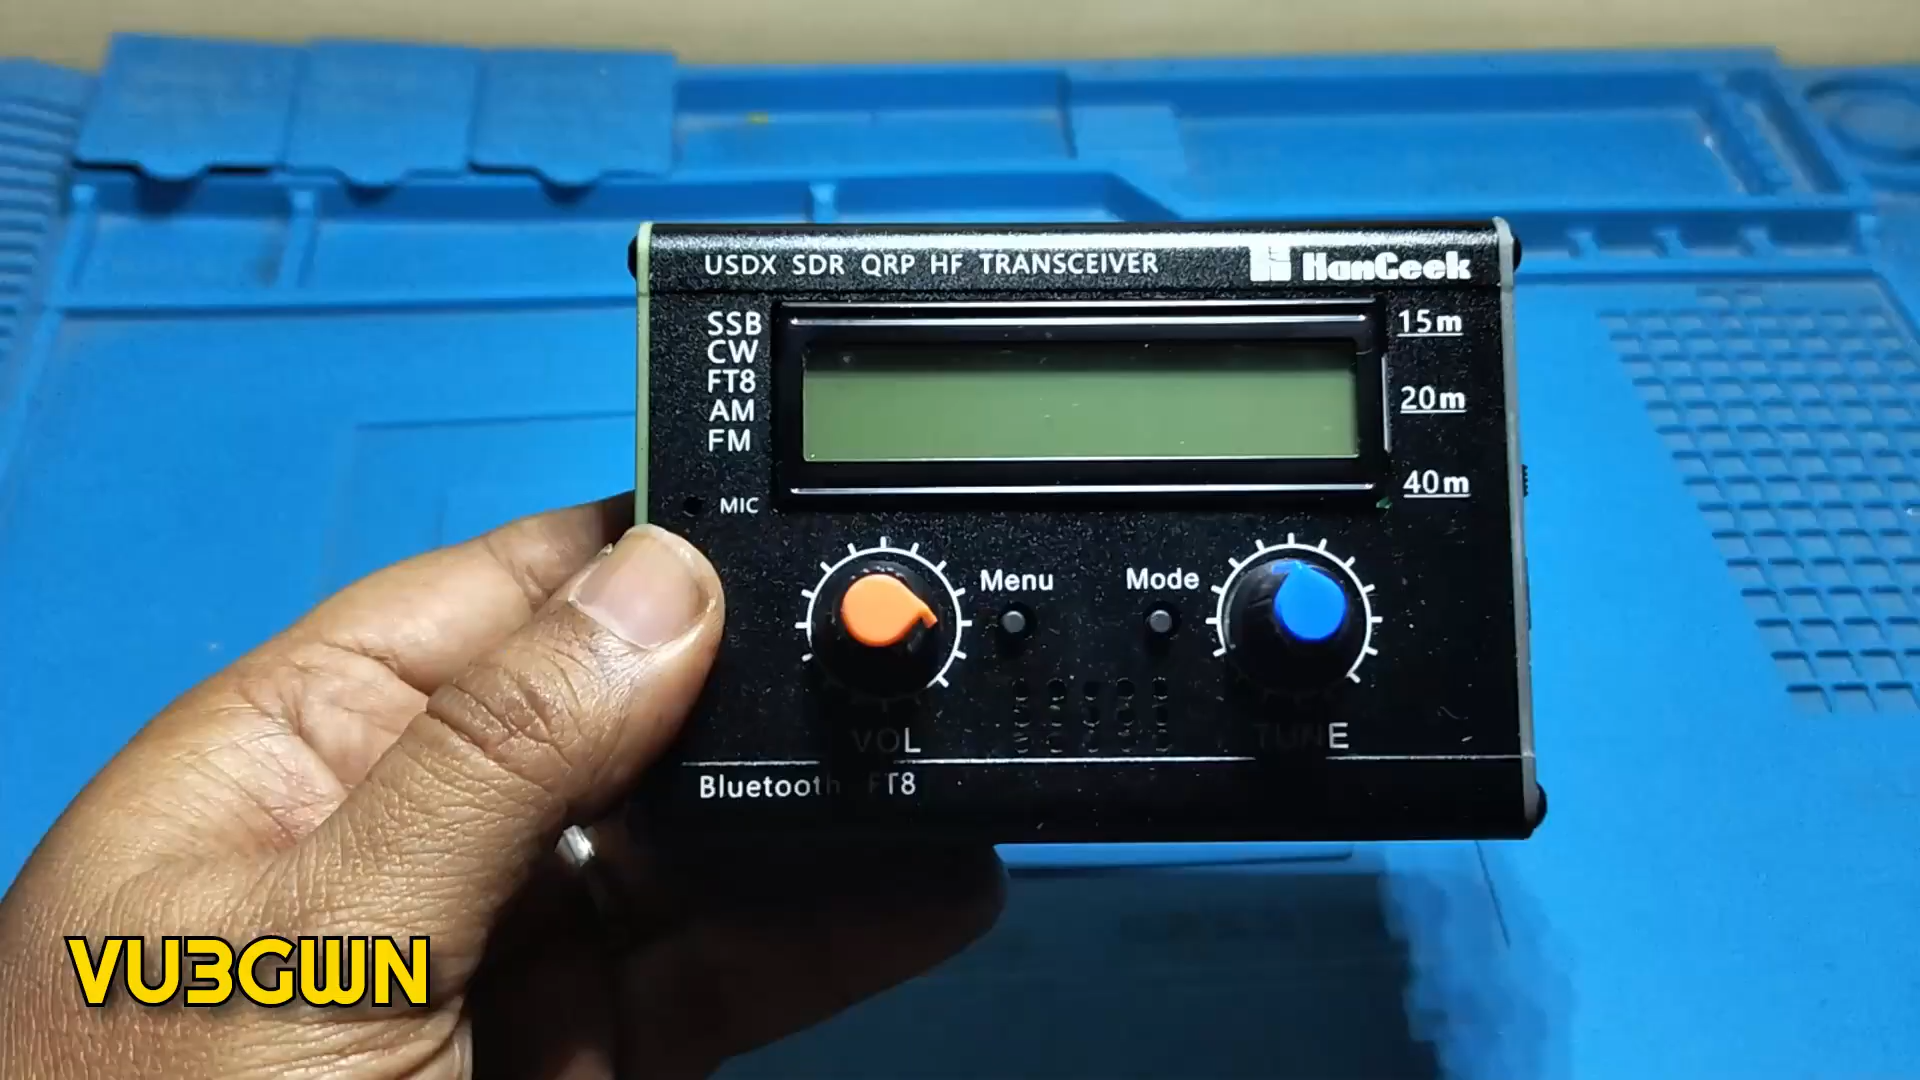 USDX SDR QRP HF TRANSCEIVER
HanGeek
SSB
CW
FT8
AM
FM
MIC
15m
20m
40m
Menu
Mode
VOL
TUNE
Bluetooth FT8
VU3GWN